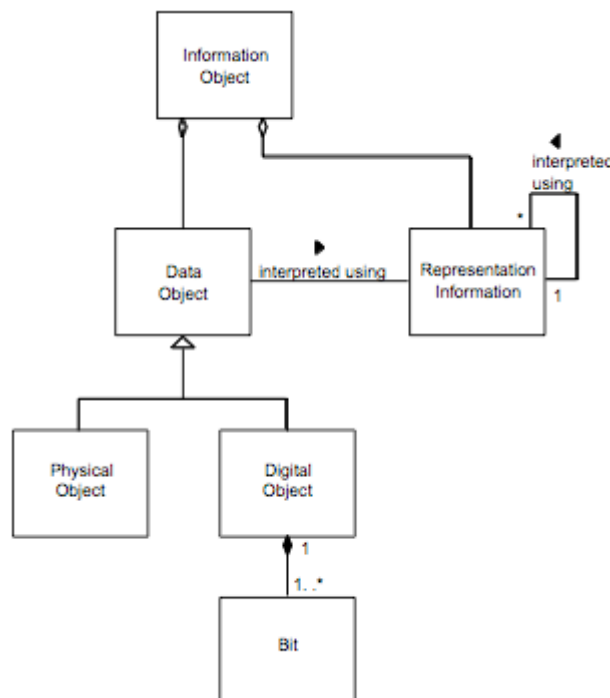 Information
Object
interpreted
using
*
Data
Object
interpreted using
Representation
Information
1
Physical
Object
Digital
Object
1
1. .*
Bit